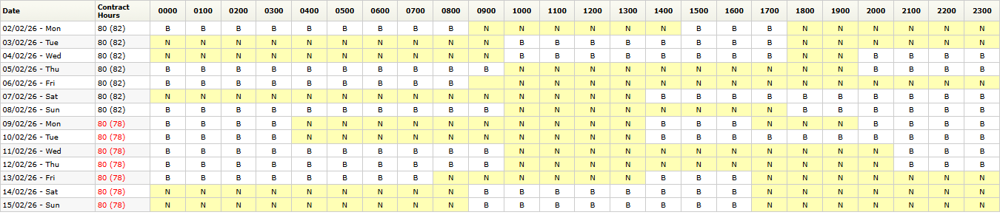 Date Contract Hours 0000 0100 0200 0300 0400 0500 0600 0700 0800 0900 1000 1100 1200 1300 1400 1500 1600 1700 1800 1900 2000 2100 2200 2300
02/02/26 - Mon 80 (82) B B B B B B B B B N N N N N N B B B N N N N N N
03/02/26 - Tue 80 (82) N N N N N N N N N N B B B B B B B B N N N N N N
04/02/26 - Wed 80 (82) N N N N N N N N N N B B B B B B B B N N B B B B
05/02/26 - Thu 80 (82) B B B B B B B B B B N N N N N N N N N N B B B B
06/02/26 - Fri 80 (82) B B B B B B B B B N N N N N N N N N N N N N N
07/02/26 - Sat 80 (82) N N N N N N N N N N N N N N B B B B B B B B B B
08/02/26 - Sun 80 (82) B B B B B B B B B B N N N N N N N N B B B B B B
09/02/26 - Mon 80 (78) B B B B N N N N N N N N N N B B B N N N B B B B
10/02/26 - Tue 80 (78) B B B B N N N N N N N N N N B B B B B B B B B B
11/02/26 - Wed 80 (78) B B B B B B B B B B N N N N N N N N N N N B B B
12/02/26 - Thu 80 (78) B B B B B B B B B B N N N N N N N N N N N B B B
13/02/26 - Fri 80 (78) B B B B B B B B N N N N N N B B B N N N N N N N
14/02/26 - Sat 80 (78) N N N N N N N N N B B B B B B B B N N N N N N N
15/02/26 - Sun 80 (78) N N N N N N N N N B B B B B B B B N N N N N N N